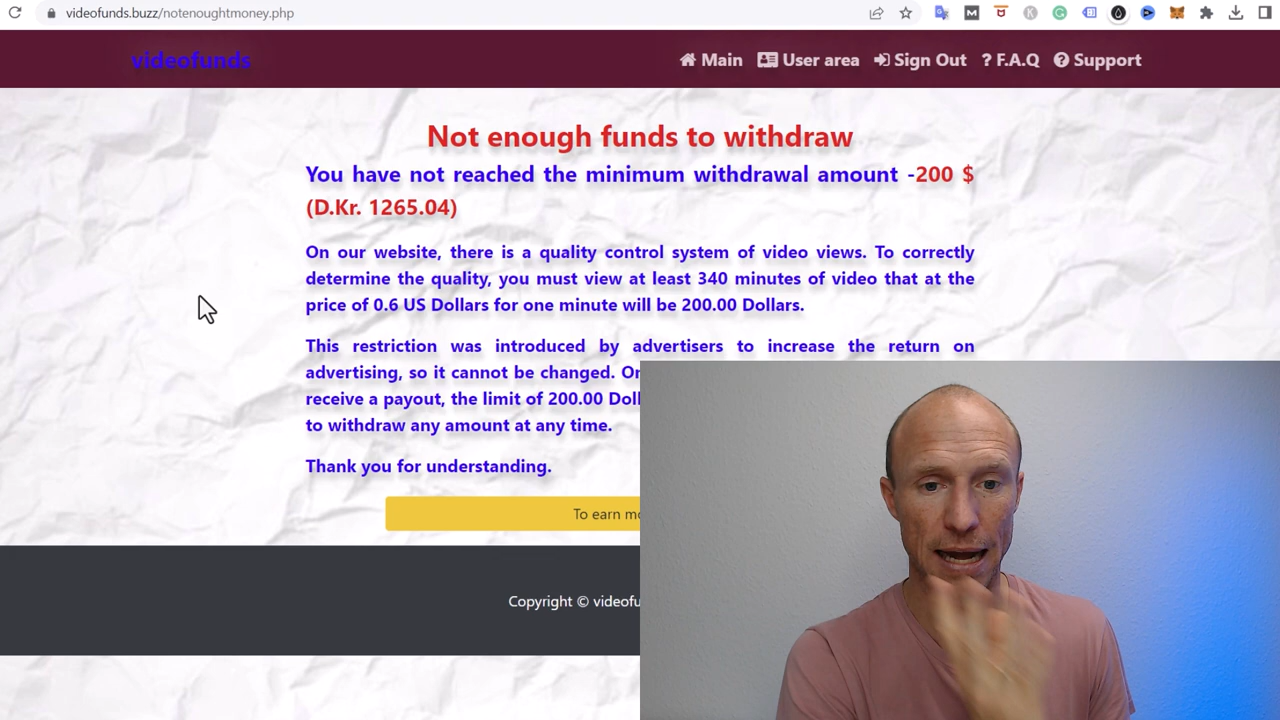 videofunds.buzz/notenoughtmoney.php
videofunds
Main User area Sign Out ? F.A.Q Support
Not enough funds to withdraw
You have not reached the minimum withdrawal amount -200 $
(D.Kr. 1265.04)
On our website, there is a quality control system of video views. To correctly
determine the quality, you must view at least 340 minutes of video that at the
price of 0.6 US Dollars for one minute will be 200.00 Dollars.
This restriction was introduced by advertisers to increase the return on
advertising, so it cannot be changed.
receive a payout, the limit of 200.00
to withdraw any amount at any time.
Thank you for understanding.
To earn
Copyright ©